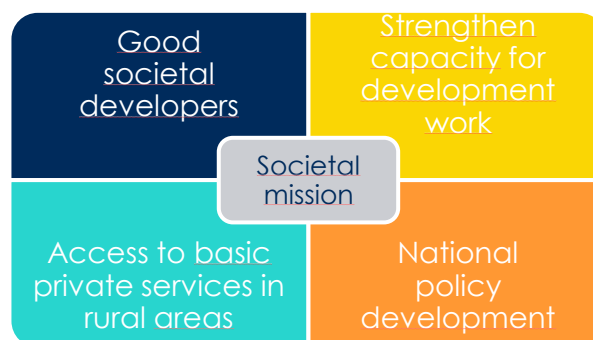 Good
societal
developers
Strengthen
capacity for
development
work
Societal
mission
Access to basic
private services in
rural areas
National
policy
development